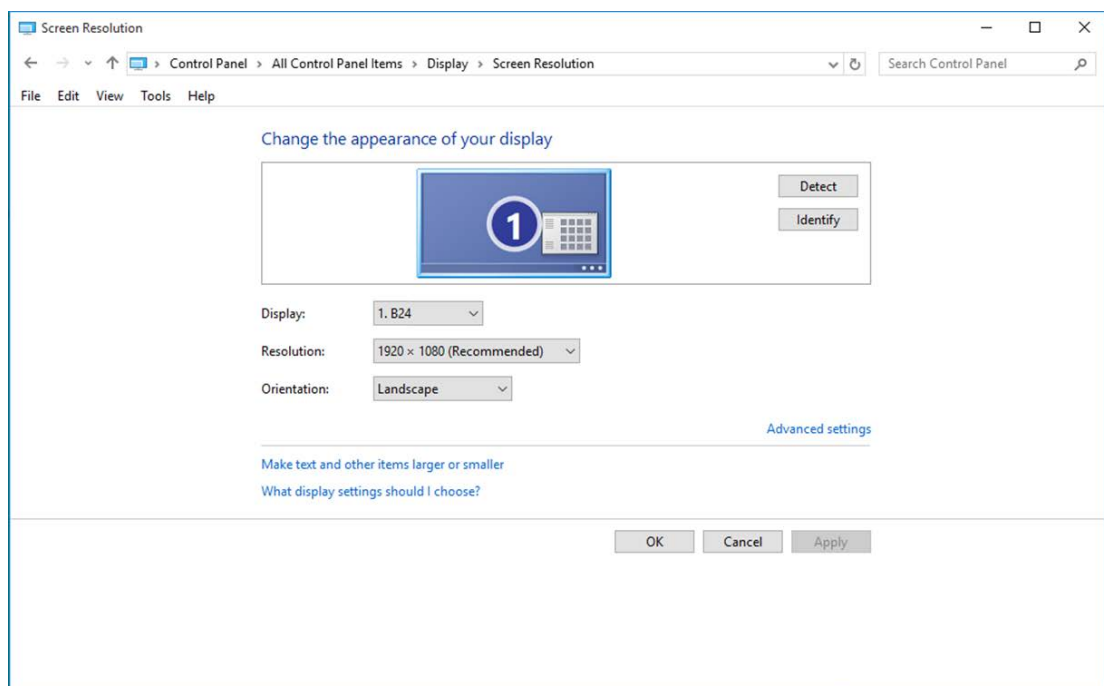 Screen Resolution
Control Panel > All Control Panel Items > Display > Screen Resolution
Search Control Panel
File Edit View Tools Help
Change the appearance of your display
1
Detect
Identify
Display: 1. B24
Resolution: 1920 × 1080 (Recommended)
Orientation: Landscape
Advanced settings
Make text and other items larger or smaller
What display settings should I choose?
OK Cancel Apply